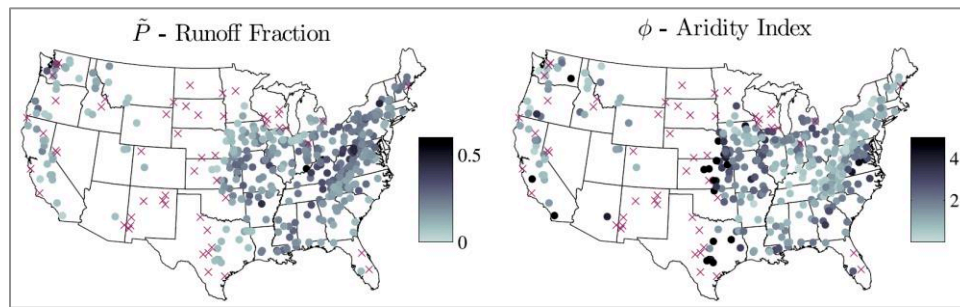 P̃ - Runoff Fraction
ϕ - Aridity Index
0.5
0
4
2